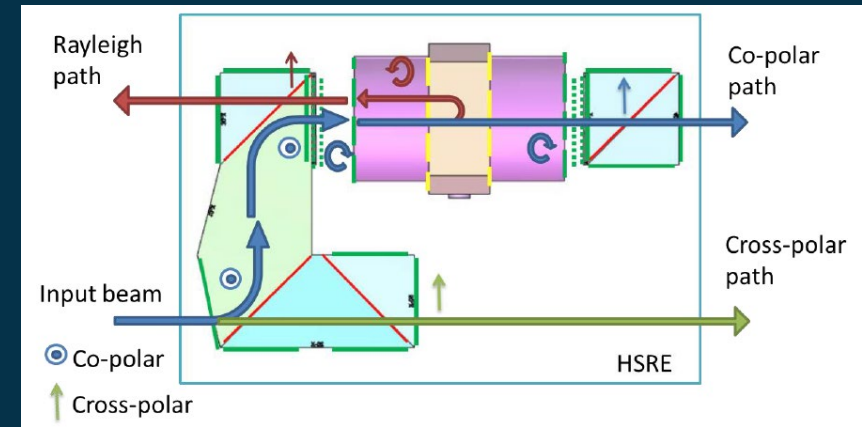 Rayleigh
path
Co-polar
path
Cross-polar
path
Input beam
Co-polar
Cross-polar
HSRE